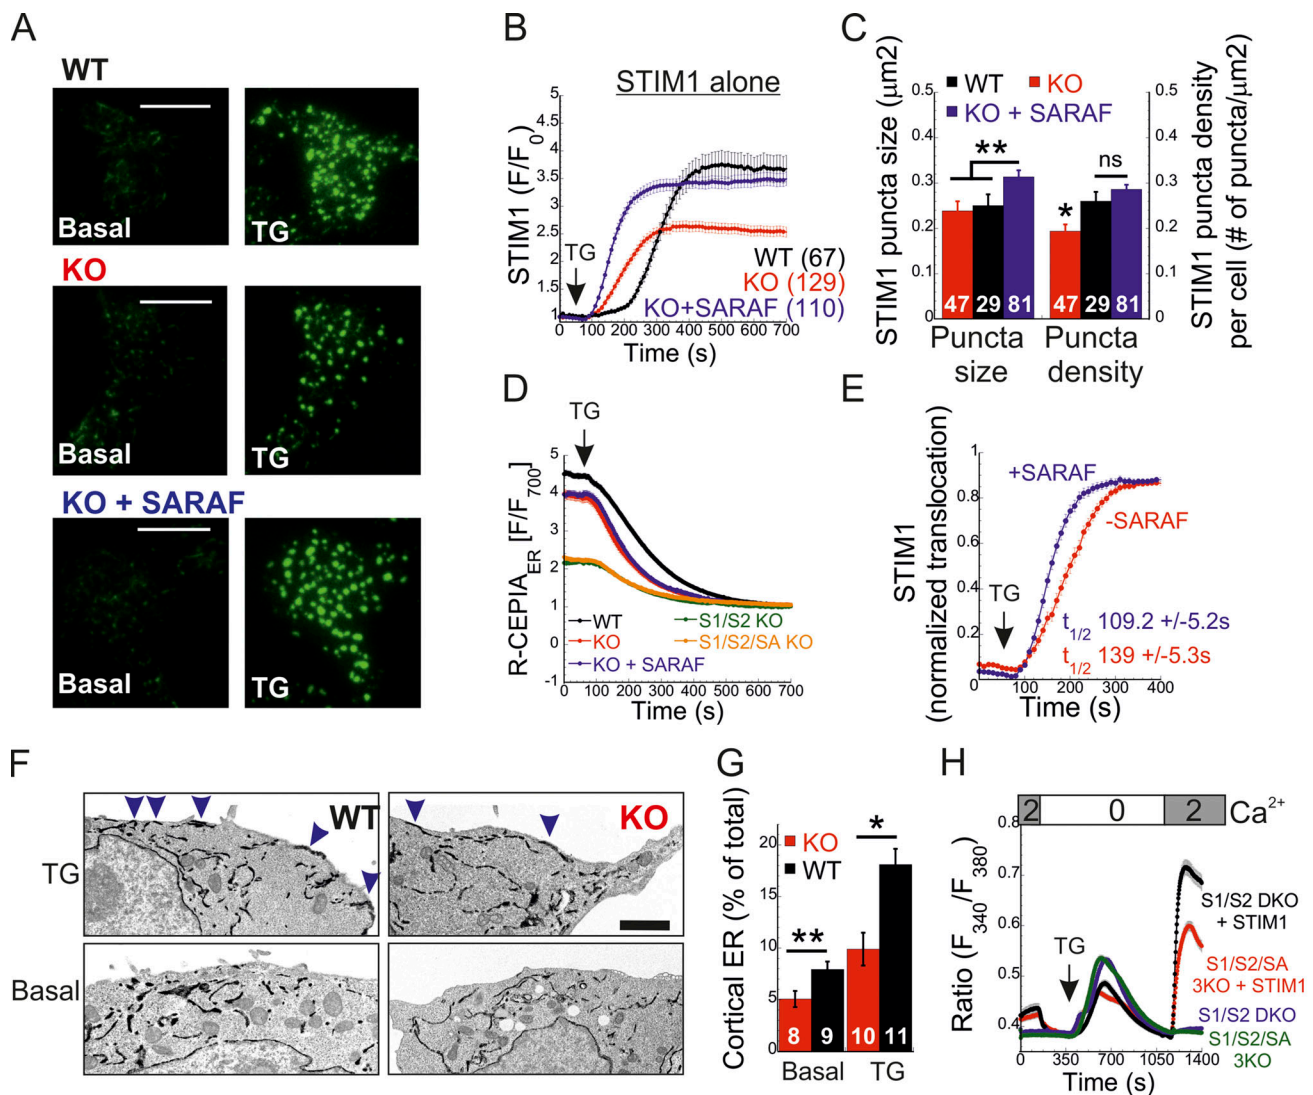 A
WT
Basal
TG
KO
Basal
TG
KO + SARAF
Basal
TG
B
STIM1 alone
STIM1 (F/F0)
4.5
4
3.5
3
2.5
2
1.5
1
TG
WT (67)
KO (129)
KO+SARAF (110)
0 100 200 300 400 500 600 700
Time (s)
C
WT KO
KO + SARAF
STIM1 puncta size (μm2)
0.5
0.4
0.3
0.2
0.1
0
**
ns
*
47 29 81
47 29 81
Puncta
size
Puncta
density
0.5
0.4
0.3
0.2
0.1
0
STIM1 puncta density
per cell (# of puncta/μm2)
D
TG
R-CEPIAER [F/F700]
5
4
3
2
1
0
-1
WT
KO
KO + SARAF
S1/S2 KO
S1/S2/SA KO
0 100 200 300 400 500 600 700
Time (s)
E
STIM1
(normalized translocation)
1
0.8
0.6
0.4
0.2
0
+SARAF
-SARAF
TG
t1/2 109.2 +/-5.2s
t1/2 139 +/-5.3s
0 100 200 300 400
Time (s)
F
TG
WT
KO
Basal
G
Cortical ER (% of total)
20
15
10
5
0
KO
WT
**
*
8 9 10 11
Basal TG
H
2 0 2 Ca2+
Ratio (F340/F380)
0.8
0.7
0.6
0.5
0.4
TG
S1/S2 DKO
+ STIM1
S1/S2/SA
3KO + STIM1
S1/S2 DKO
S1/S2/SA
3KO
0 350 700 1050 1400
Time (s)